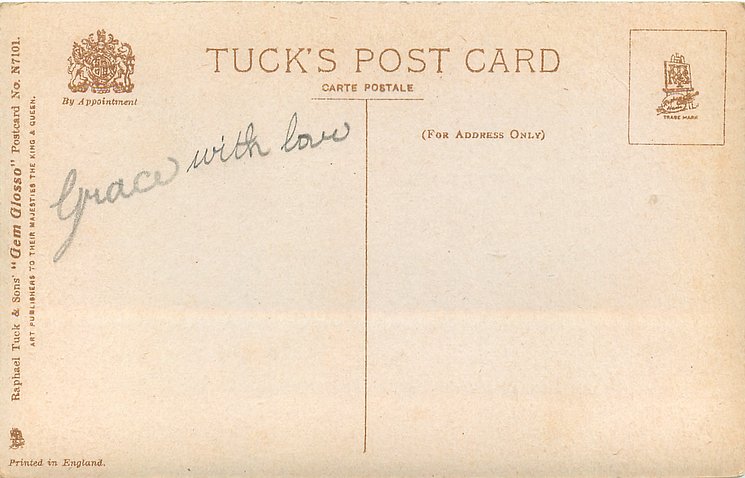 TUCK'S POST CARD
CARTE POSTALE
By Appointment
(FOR ADDRESS ONLY)
TRADE MARK
Grace with love
Raphael Tuck & Sons' "Gem Glosso" Postcard No. N7101.
ART PUBLISHERS TO THEIR MAJESTIES THE KING & QUEEN.
Printed in England.